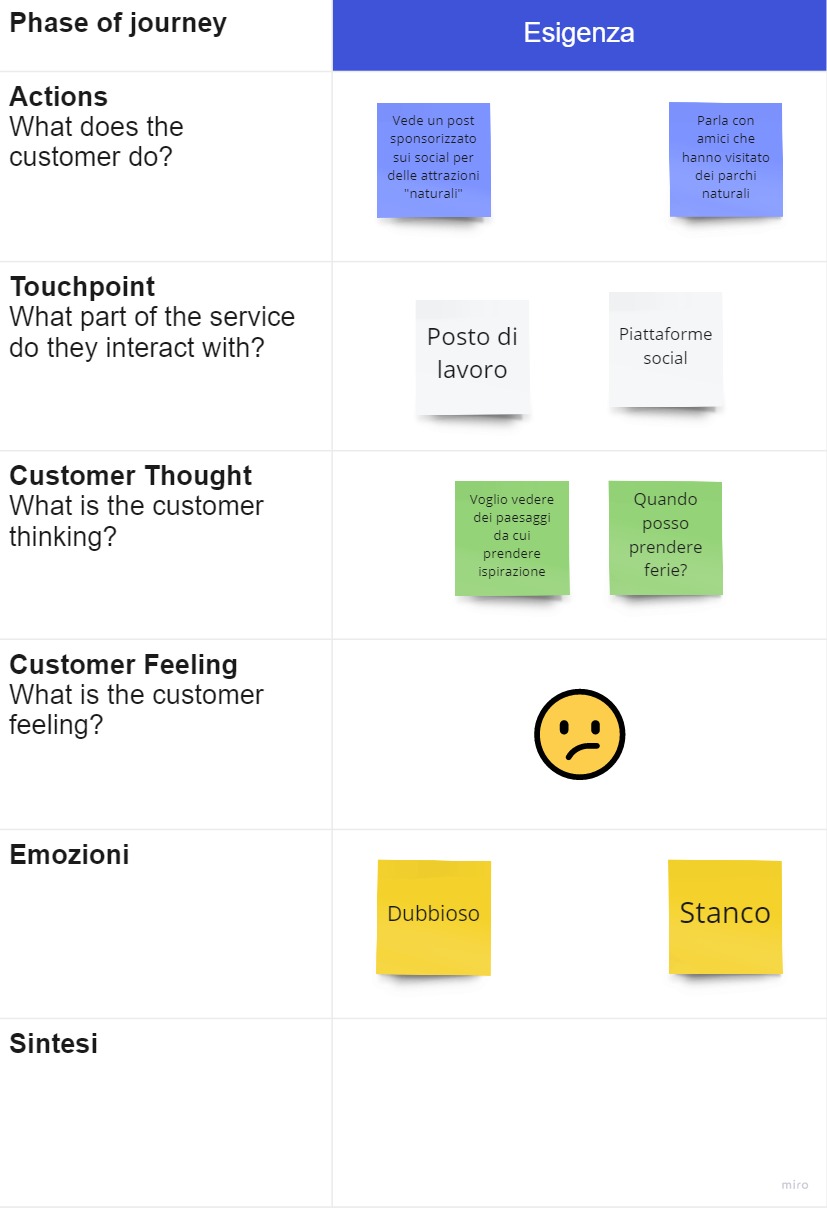 Phase of journey
Esigenza
Actions
What does the
customer do?
Vede un post
sponsorizzato
sui social per
delle attrazioni
"naturali"
Parla con
amici che
hanno visitato
dei parchi
naturali
Touchpoint
What part of the service
do they interact with?
Posto di
lavoro
Piattaforme
social
Customer Thought
What is the customer
thinking?
Voglio vedere
dei paesaggi
da cui
prendere
ispirazione
Quando
posso
prendere
ferie?
Customer Feeling
What is the customer
feeling?
Emozioni
Dubbioso
Stanco
Sintesi
miro